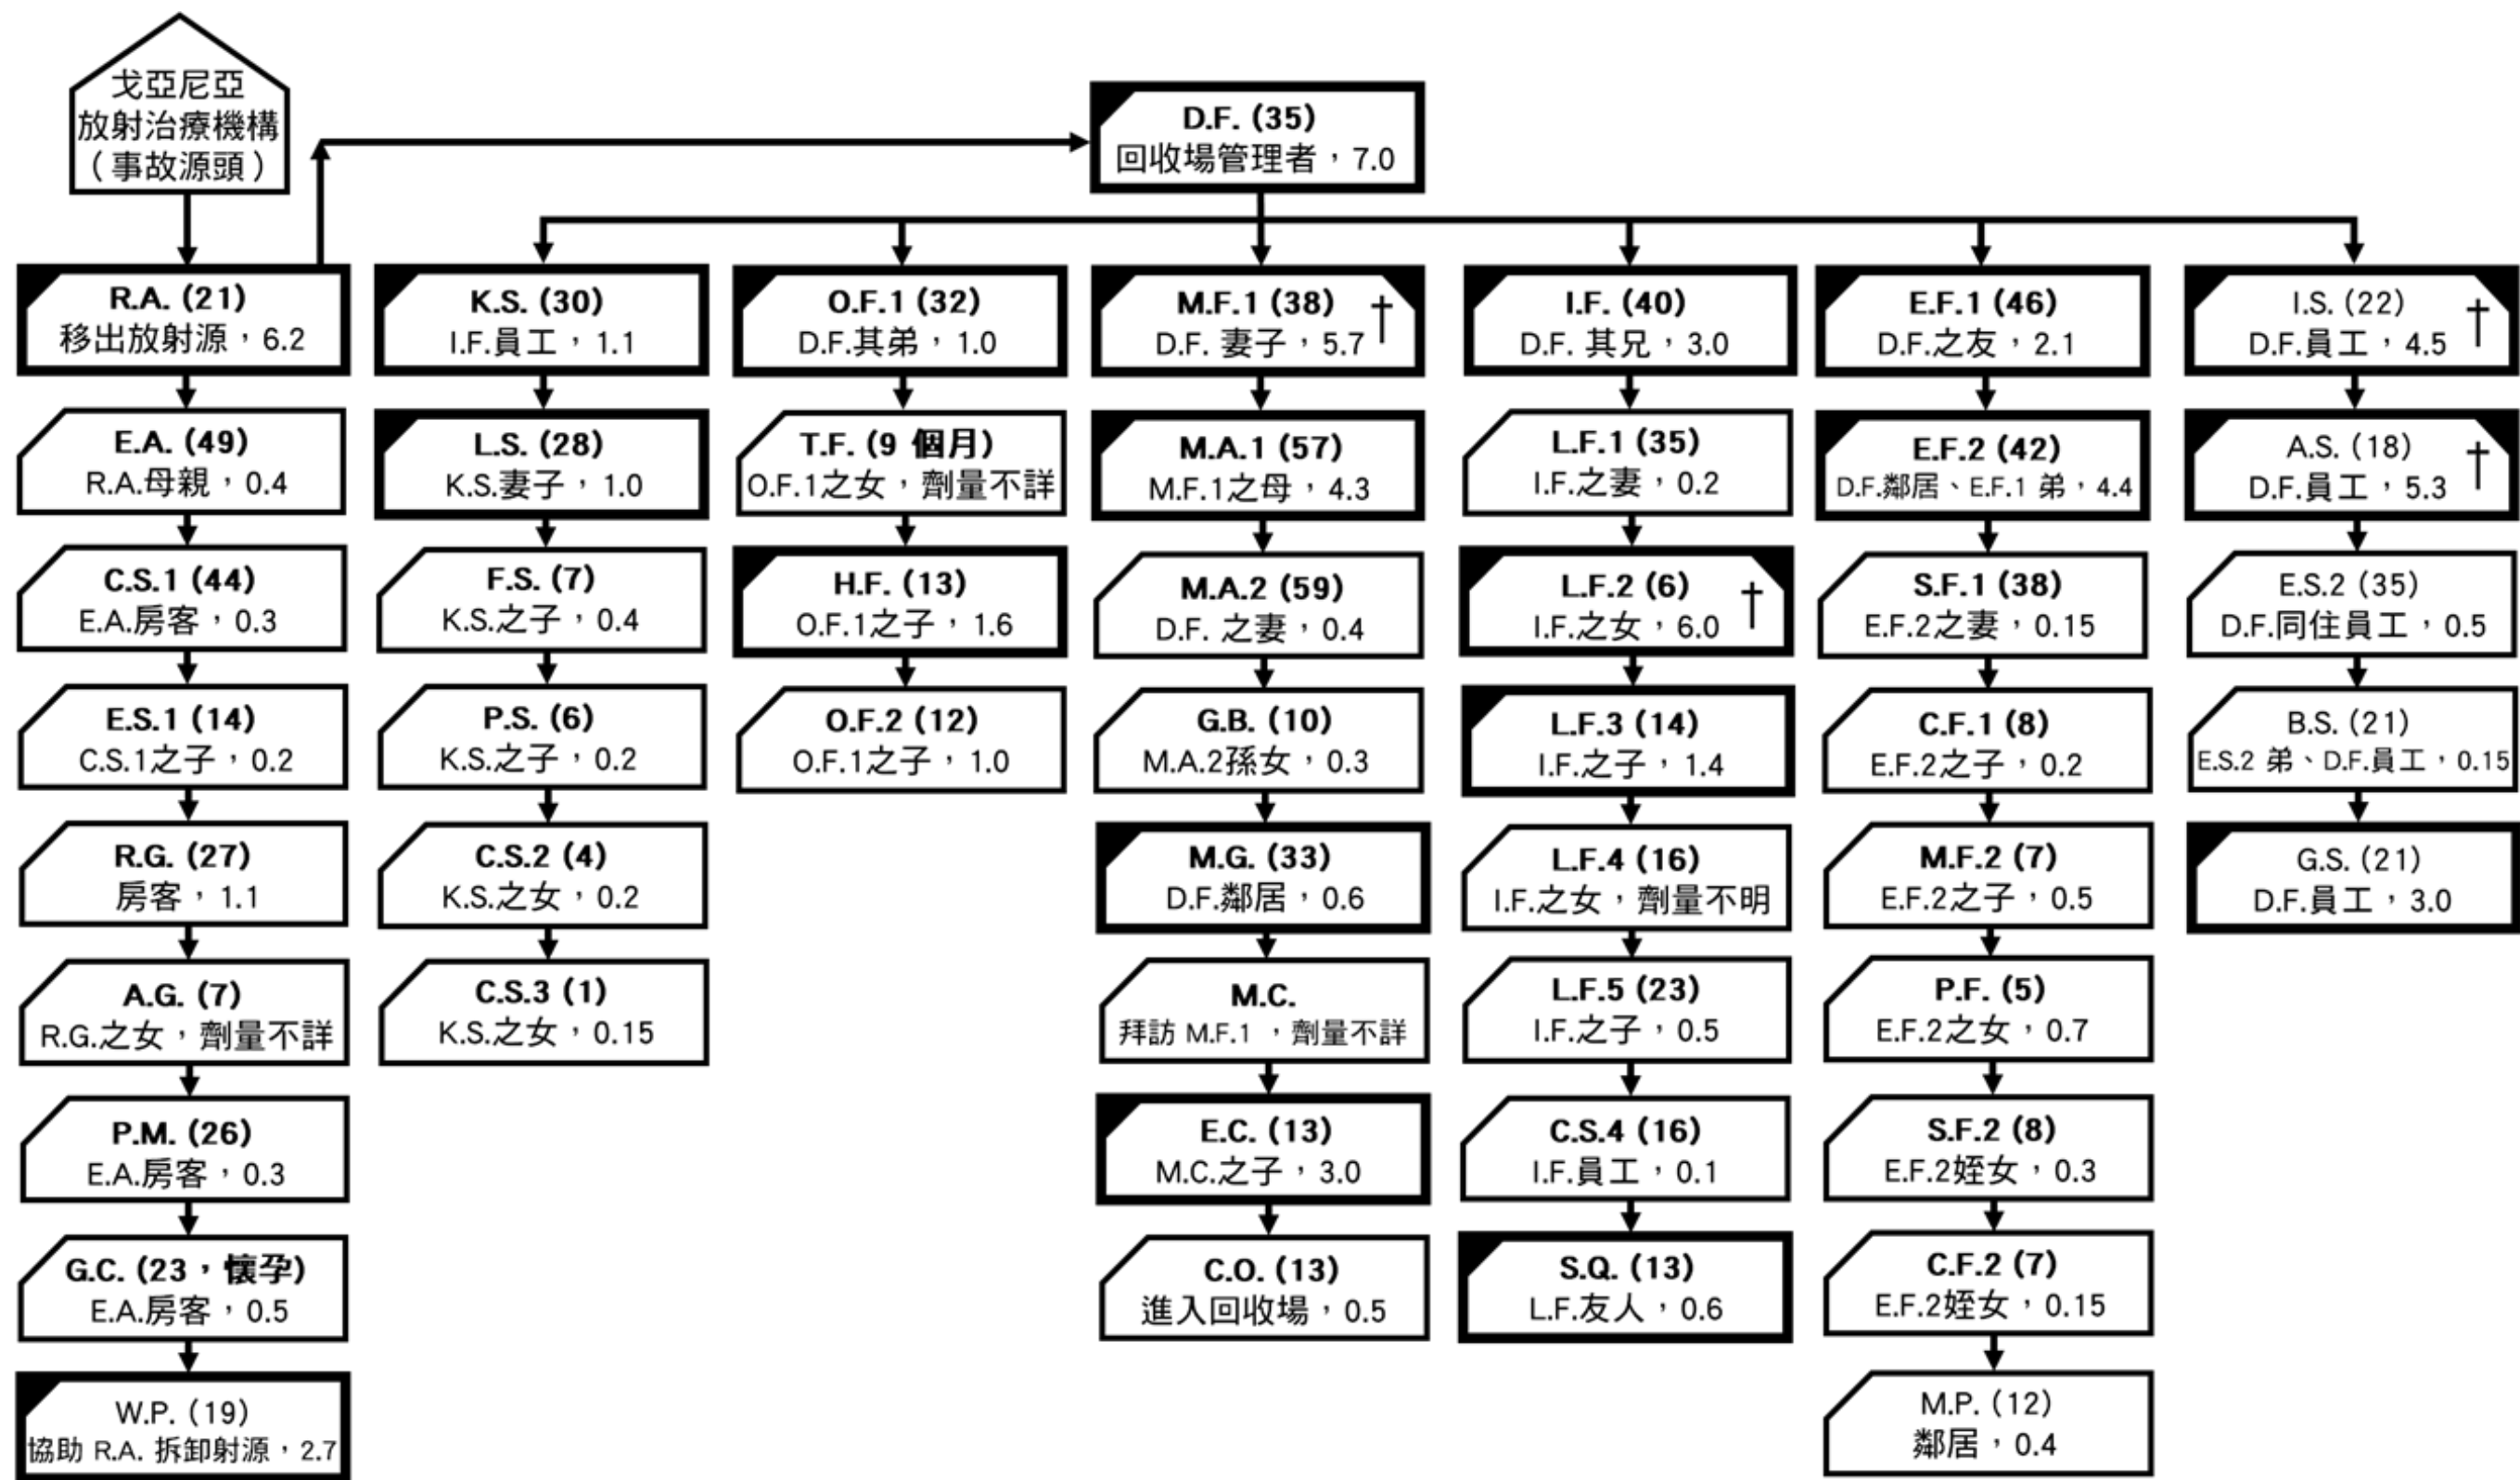 戈亞尼亞
放射治療機構
（事故源頭）
D.F. (35)
回收場管理者，7.0
R.A. (21)
移出放射源，6.2
E.A. (49)
R.A.母親，0.4
C.S.1 (44)
E.A.房客，0.3
E.S.1 (14)
C.S.1之子，0.2
R.G. (27)
房客，1.1
A.G. (7)
R.G.之女，劑量不詳
P.M. (26)
E.A.房客，0.3
G.C. (23，懷孕)
E.A.房客，0.5
W.P. (19)
協助 R.A. 拆卸射源，2.7
K.S. (30)
I.F.員工，1.1
L.S. (28)
K.S.妻子，1.0
F.S. (7)
K.S.之子，0.4
P.S. (6)
K.S.之子，0.2
C.S.2 (4)
K.S.之女，0.2
C.S.3 (1)
K.S.之女，0.15
O.F.1 (32)
D.F.其弟，1.0
T.F. (9 個月)
O.F.1之女，劑量不詳
H.F. (13)
O.F.1之子，1.6
O.F.2 (12)
O.F.1之子，1.0
M.F.1 (38)
D.F. 妻子，5.7 †
M.A.1 (57)
M.F.1之母，4.3
M.A.2 (59)
D.F. 之妻，0.4
G.B. (10)
M.A.2孫女，0.3
M.G. (33)
D.F.鄰居，0.6
M.C.
拜訪 M.F.1 ，劑量不詳
E.C. (13)
M.C.之子，3.0
C.O. (13)
進入回收場，0.5
I.F. (40)
D.F. 其兄，3.0
L.F.1 (35)
I.F.之妻，0.2
L.F.2 (6)
I.F.之女，6.0 †
L.F.3 (14)
I.F.之子，1.4
L.F.4 (16)
I.F.之女，劑量不明
L.F.5 (23)
I.F.之子，0.5
C.S.4 (16)
I.F.員工，0.1
S.Q. (13)
L.F.友人，0.6
E.F.1 (46)
D.F.之友，2.1
E.F.2 (42)
D.F.鄰居、E.F.1 弟，4.4
S.F.1 (38)
E.F.2之妻，0.15
C.F.1 (8)
E.F.2之子，0.2
M.F.2 (7)
E.F.2之子，0.5
P.F. (5)
E.F.2之女，0.7
S.F.2 (8)
E.F.2姪女，0.3
C.F.2 (7)
E.F.2姪女，0.15
M.P. (12)
鄰居，0.4
I.S. (22)
D.F.員工，4.5 †
A.S. (18)
D.F.員工，5.3 †
E.S.2 (35)
D.F.同住員工，0.5
B.S. (21)
E.S.2 弟、D.F.員工，0.15
G.S. (21)
D.F.員工，3.0